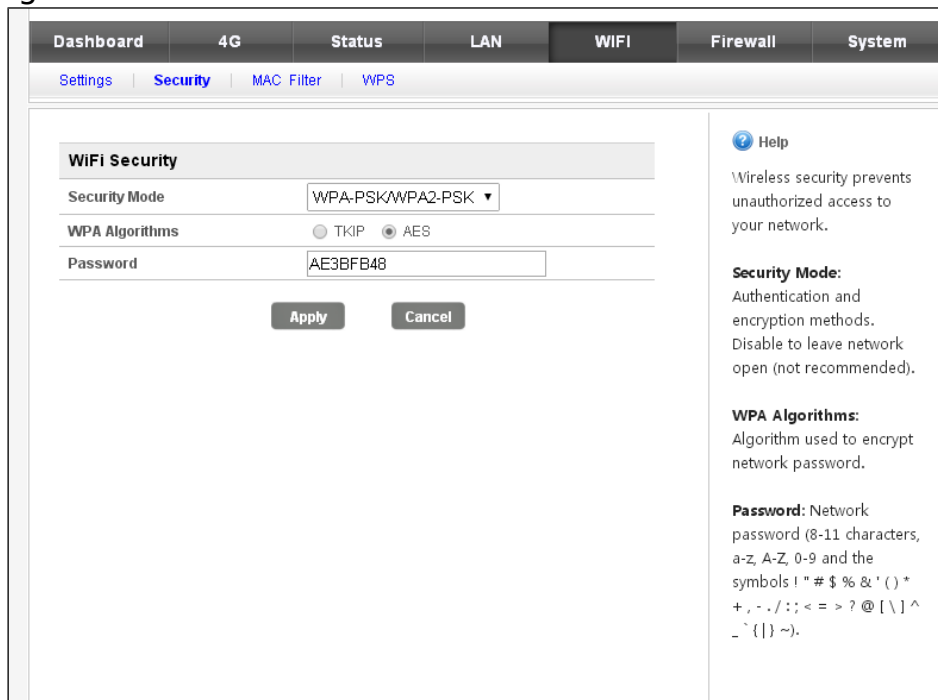 Dashboard 4G Status LAN WIFI Firewall System
Settings | Security | MAC Filter | WPS
WiFi Security
Security Mode WPA-PSK/WPA2-PSK
WPA Algorithms TKIP AES
Password AE3BFB48
Apply Cancel
Help
Wireless security prevents
unauthorized access to
your network.
Security Mode:
Authentication and
encryption methods.
Disable to leave network
open (not recommended).
WPA Algorithms:
Algorithm used to encrypt
network password.
Password: Network
password (8-11 characters,
a-z, A-Z, 0-9 and the
symbols ! " # $ % & ' ( ) *
+ , - . / : ; < = > ? @ [ \ ] ^
_ ` { | } ~).